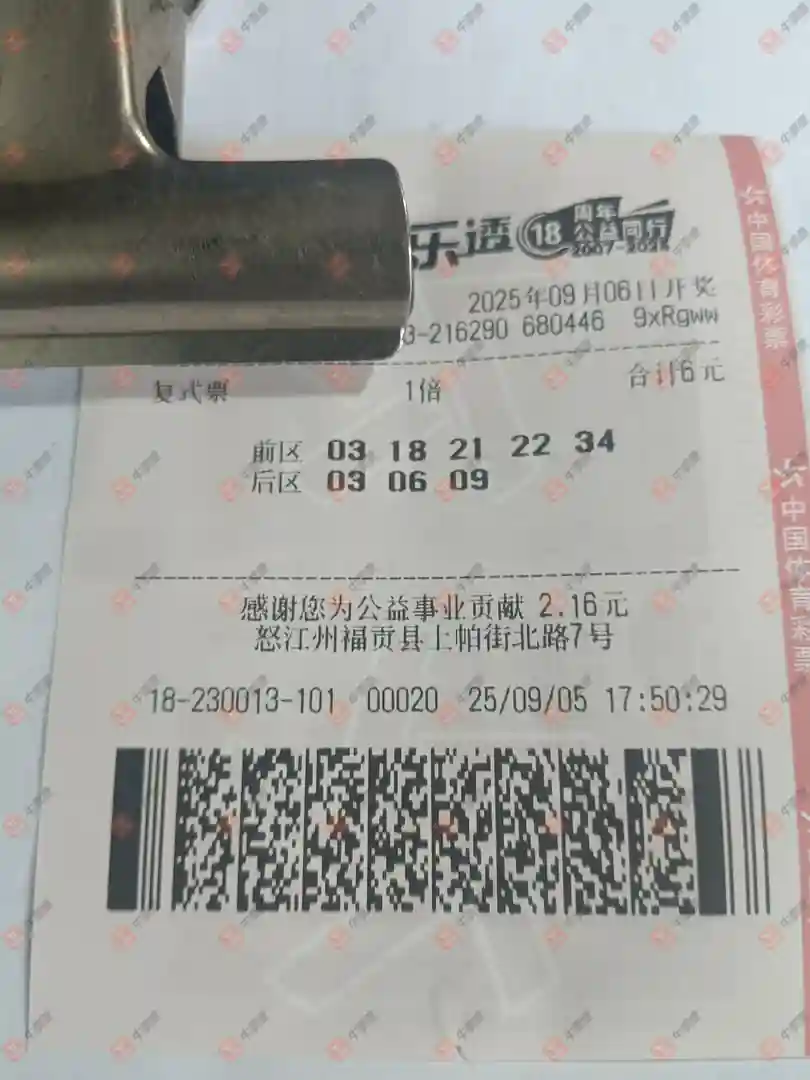 乐透 18 周年
公益同行
2007-2025
2025年09月06日开奖
3-216290 680446 9xRgww
复式票 1倍 合计6元
前区 03 18 21 22 34
后区 03 06 09
感谢您为公益事业贡献 2.16元
怒江州福贡县上帕街北路7号
18-230013-101 00020 25/09/05 17:50:29
中国体育彩票
中国体育彩票